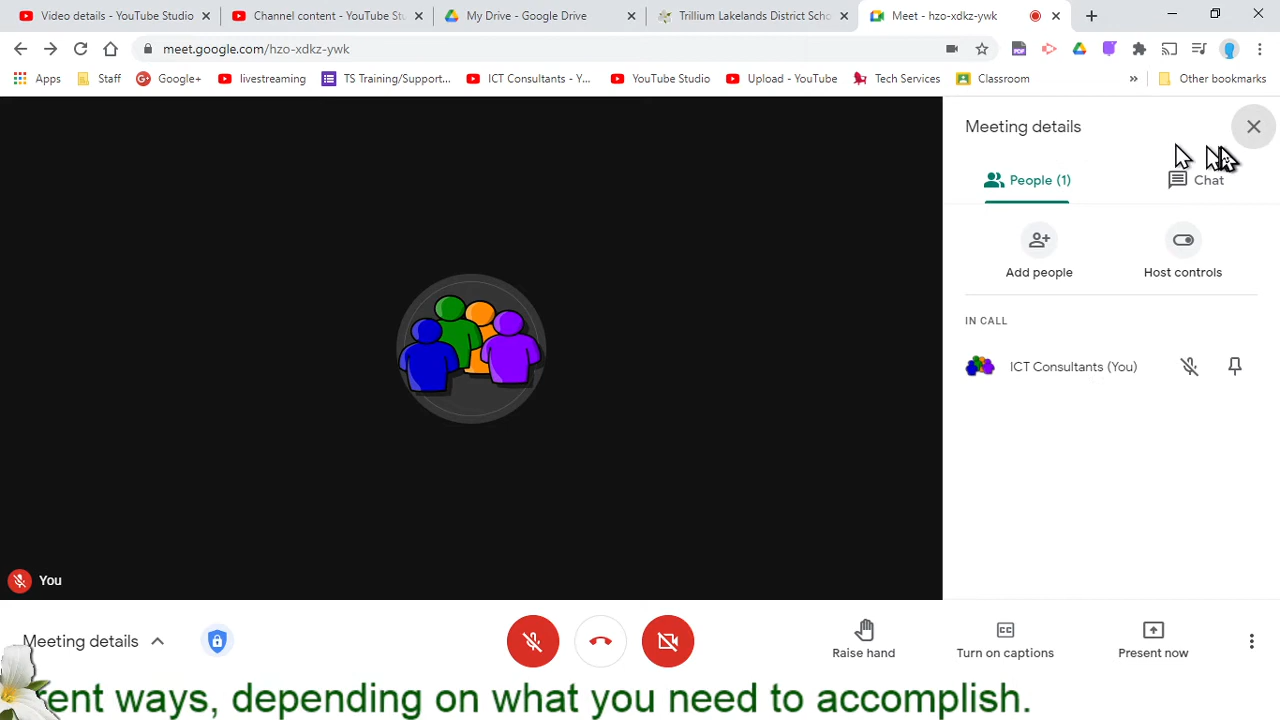 Video details - YouTube Studio
Channel content - YouTube Stu
My Drive - Google Drive
Trillium Lakelands District Scho
Meet - hzo-xdkz-ywk
meet.google.com/hzo-xdkz-ywk
Apps
Staff
Google+
livestreaming
TS Training/Support...
ICT Consultants - Y...
YouTube Studio
Upload - YouTube
Tech Services
Classroom
Other bookmarks
Meeting details
People (1)
Chat
Add people
Host controls
IN CALL
ICT Consultants (You)
You
Meeting details
Raise hand
Turn on captions
Present now
rent ways, depending on what you need to accomplish.